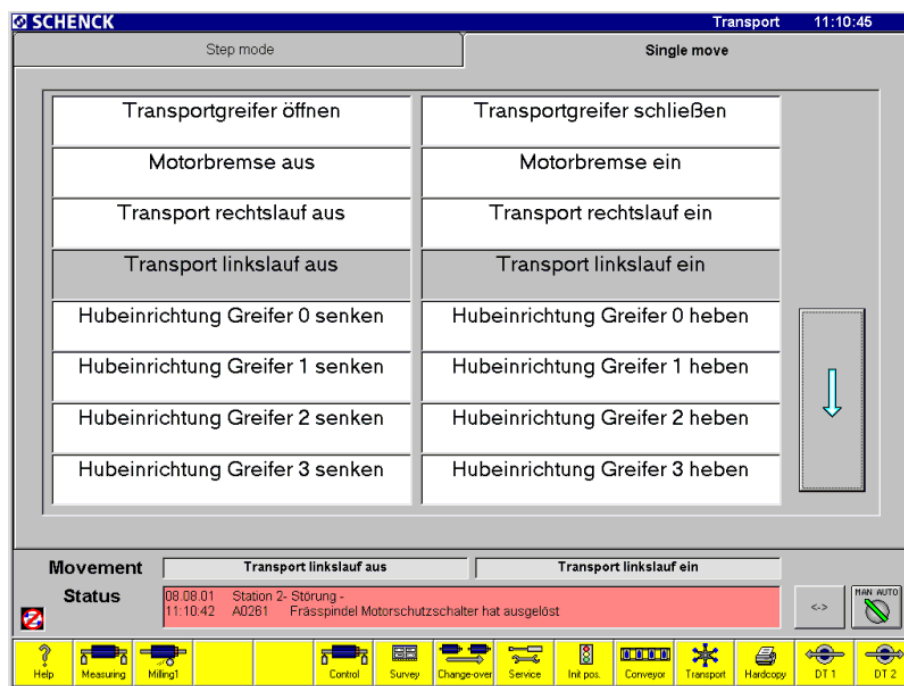 SCHENCK Transport 11:10:45
Step mode Single move
Transportgreifer öffnen Transportgreifer schließen
Motorbremse aus Motorbremse ein
Transport rechtslauf aus Transport rechtslauf ein
Transport linkslauf aus Transport linkslauf ein
Hubeinrichtung Greifer 0 senken Hubeinrichtung Greifer 0 heben
Hubeinrichtung Greifer 1 senken Hubeinrichtung Greifer 1 heben
Hubeinrichtung Greifer 2 senken Hubeinrichtung Greifer 2 heben
Hubeinrichtung Greifer 3 senken Hubeinrichtung Greifer 3 heben
Movement Transport linkslauf aus Transport linkslauf ein
Status 08.08.01 Station 2- Störung - MAN AUTO
11:10:42 A0261 Frässpindel Motorschutzschalter hat ausgelöst <->
Help Measuring Milling1 Control Survey Change-over Service Init pos. Conveyor Transport Hardcopy DT 1 DT 2